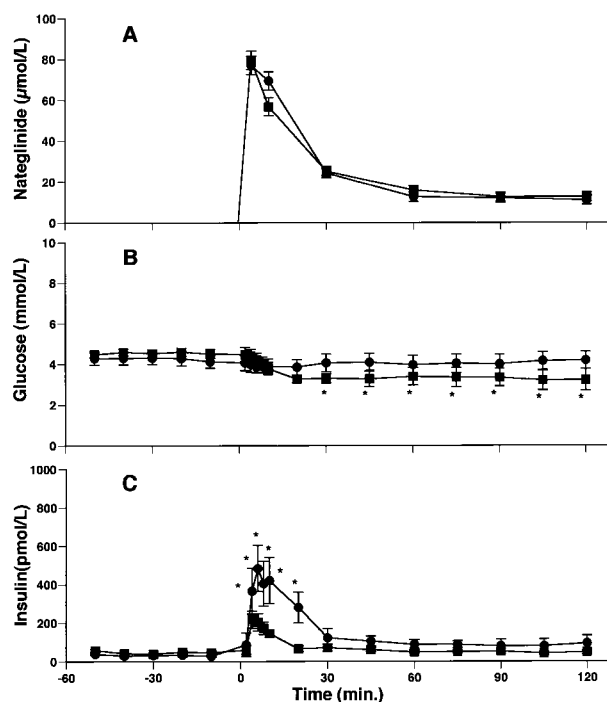 A
Nateglinide (µmol/L)
100
80
60
40
20
0
B
Glucose (mmol/L)
10
8
6
4
2
0
* * * * * * *
C
Insulin(pmol/L)
1000
800
600
400
200
0
* * * * * *
-60 -30 0 30 60 90 120
Time (min.)